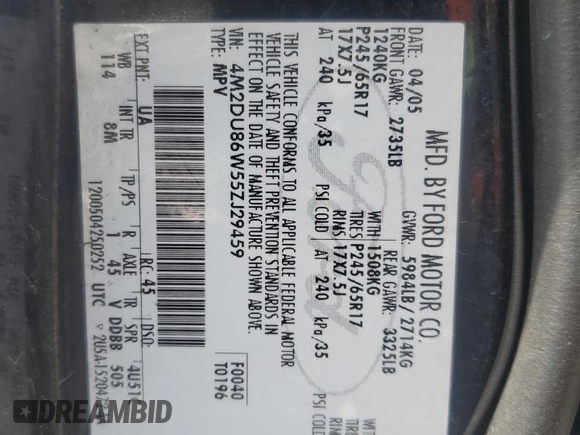 MFD. BY FORD MOTOR CO.
DATE: 04/05 GVWR: 5984LB / 2714KG
FRONT GAWR: 2735LB REAR GAWR: 3325LB
1240KG WITH 1508KG
P245/65R17 TIRES P245/65R17
17X7.5J RIMS 17X7.5J
AT 240 kPa/35 PSI COLD AT 240 kPa/35 PSI COLD
THIS VEHICLE CONFORMS TO ALL APPLICABLE FEDERAL MOTOR
VEHICLE SAFETY AND THEFT PREVENTION STANDARDS IN
EFFECT ON THE DATE OF MANUFACTURE SHOWN ABOVE.
VIN: 4M2DU86W55ZJ29459
TYPE: MPV
F0040
T0196
EXT PNT: UA RC: 45 DSO:
WB INT TR TP/PS R AXLE TR SPR
114 8M 1 45 V DDBB 505
12005042S0252 UTC
Ford
DREAMBID